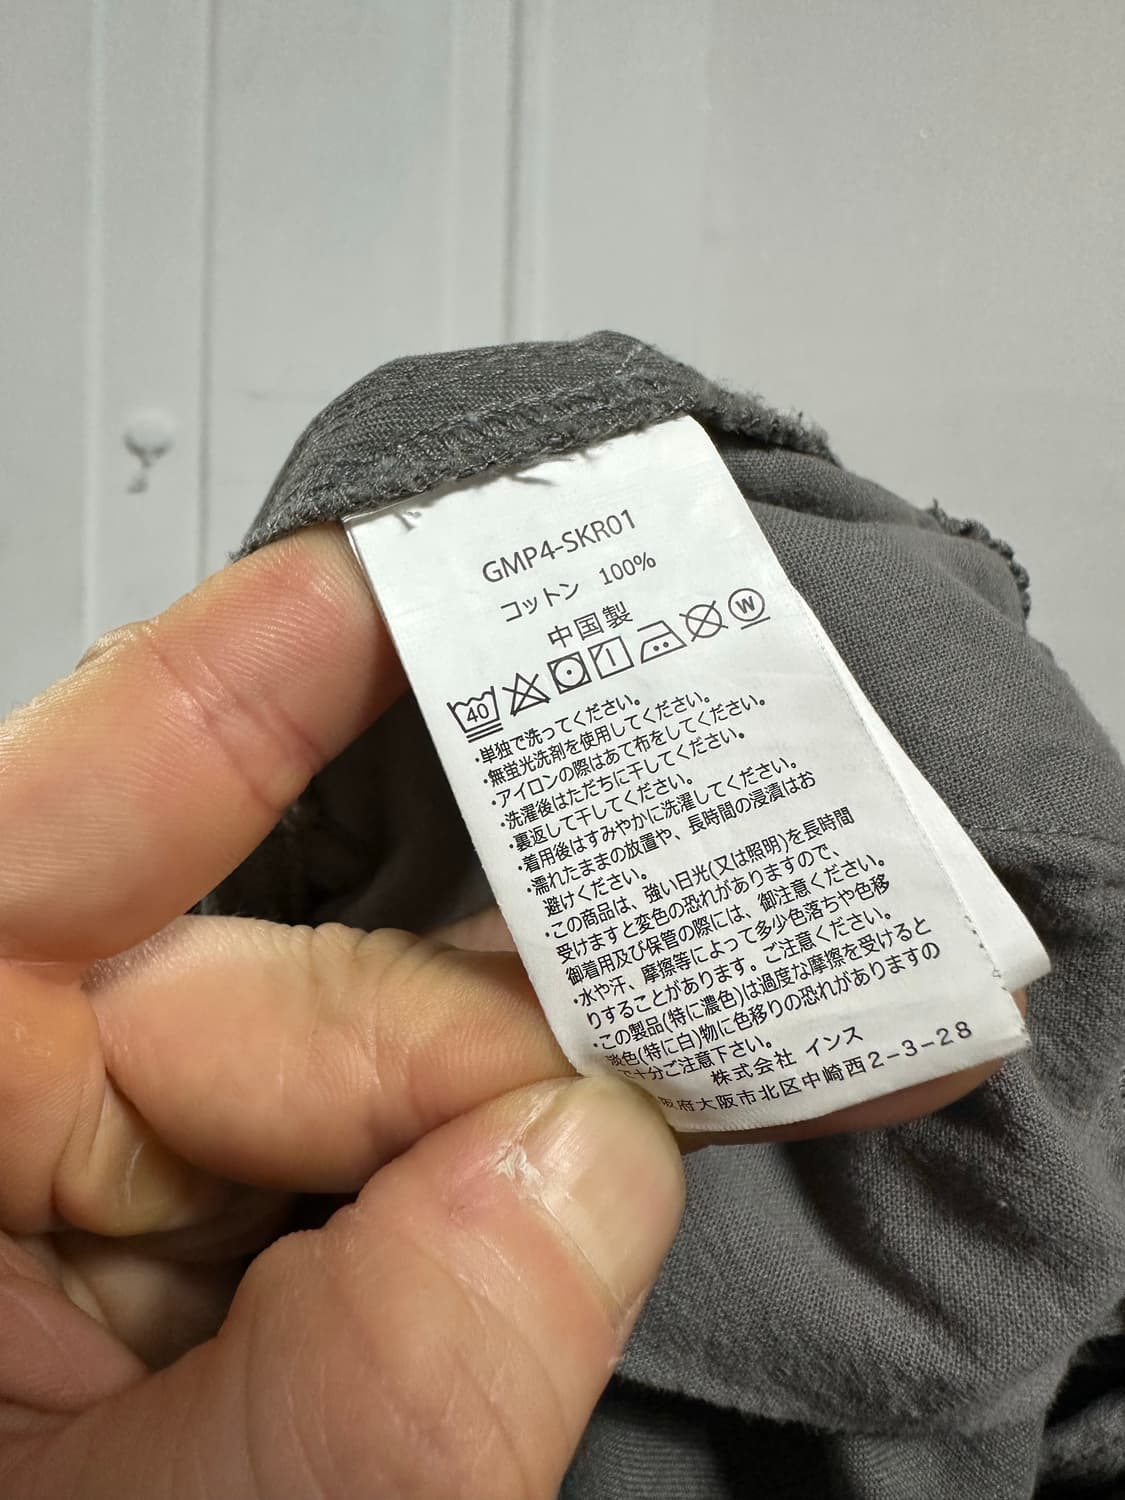 GMP4-SKR01
コットン 100%
中国製
40 W
・単独で洗ってください。
・無蛍光洗剤を使用してください。
・アイロンの際はあて布をしてください。
・洗濯後はただちに干してください。
・裏返して干してください。
・着用後はすみやかに洗濯してください。
・濡れたままの放置や、長時間の浸漬はお
避けください。
・この商品は、強い日光(又は照明)を長時間
受けますと変色の恐れがありますので、
御着用及び保管の際には、御注意ください。
・水や汗、摩擦等によって多少色落ちや色移
りすることがあります。ご注意ください。
・この製品(特に濃色)は過度な摩擦を受けると
淡色(特に白)物に色移りの恐れがありますの
で十分ご注意下さい。
株式会社 インス
阪府大阪市北区中崎西2-3-28